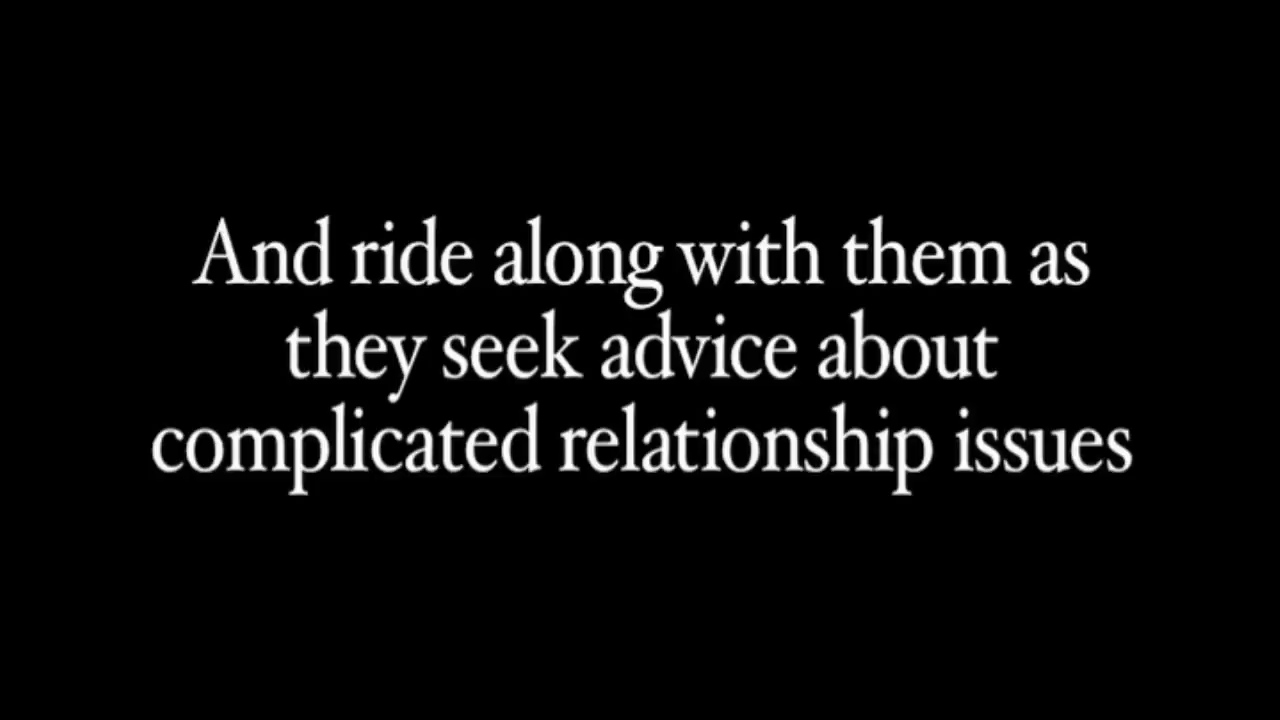 And ride along with them as
they seek advice about
complicated relationship issues